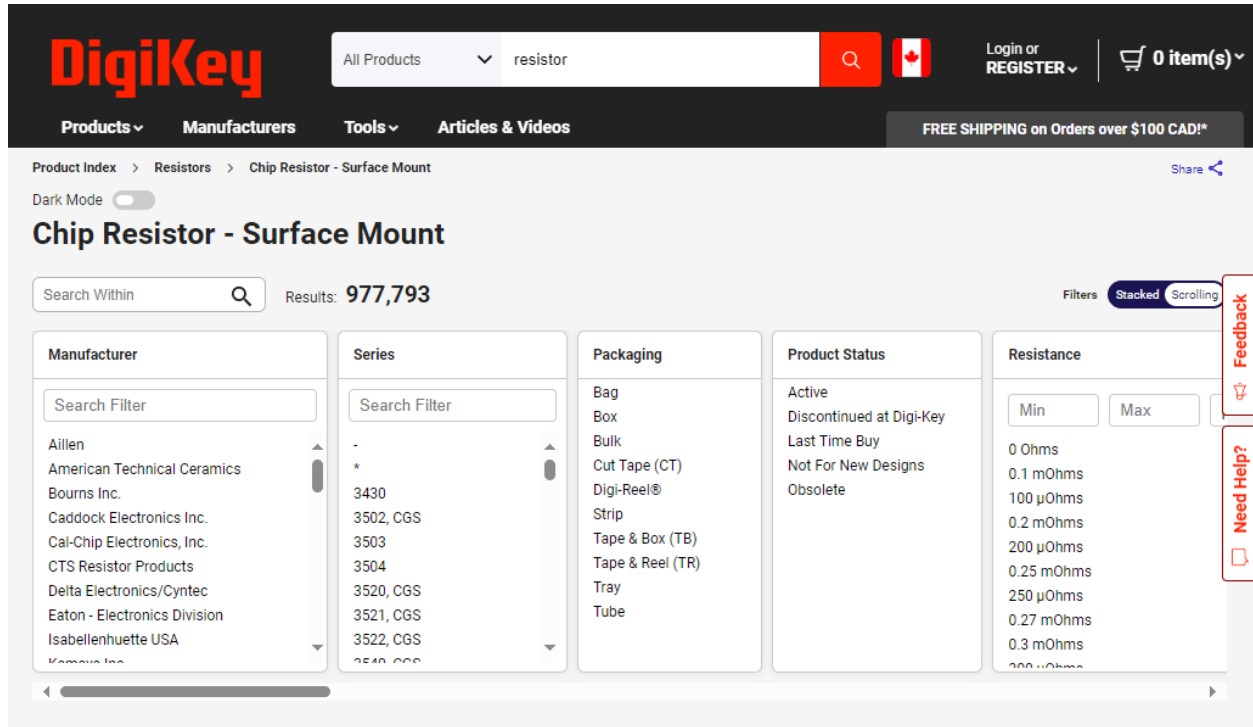 DigiKey
All Products
resistor
Login or
REGISTER
0 item(s)
Products
Manufacturers
Tools
Articles & Videos
FREE SHIPPING on Orders over $100 CAD!*
Product Index > Resistors > Chip Resistor - Surface Mount
Share
Dark Mode
Chip Resistor - Surface Mount
Search Within
Results: 977,793
Filters
Stacked
Scrolling
Feedback
Need Help?
Manufacturer
Search Filter
Aillen
American Technical Ceramics
Bourns Inc.
Caddock Electronics Inc.
Cal-Chip Electronics, Inc.
CTS Resistor Products
Delta Electronics/Cyntec
Eaton - Electronics Division
Isabellenhuette USA
Series
Search Filter
-
*
3430
3502, CGS
3503
3504
3520, CGS
3521, CGS
3522, CGS
Packaging
Bag
Box
Bulk
Cut Tape (CT)
Digi-Reel®
Strip
Tape & Box (TB)
Tape & Reel (TR)
Tray
Tube
Product Status
Active
Discontinued at Digi-Key
Last Time Buy
Not For New Designs
Obsolete
Resistance
Min
Max
0 Ohms
0.1 mOhms
100 µOhms
0.2 mOhms
200 µOhms
0.25 mOhms
250 µOhms
0.27 mOhms
0.3 mOhms